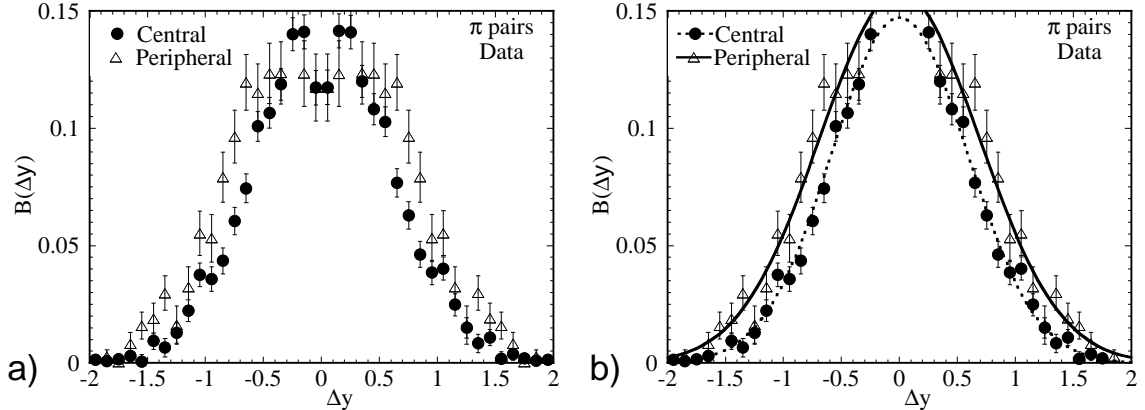 0.15
0.1
0.05
0
B(Δy)
Central
Peripheral
π pairs
Data
-2 -1.5 -1 -0.5 0 0.5 1 1.5 2
Δy
a)
0.15
0.1
0.05
0
B(Δy)
Central
Peripheral
π pairs
Data
-2 -1.5 -1 -0.5 0 0.5 1 1.5 2
Δy
b)